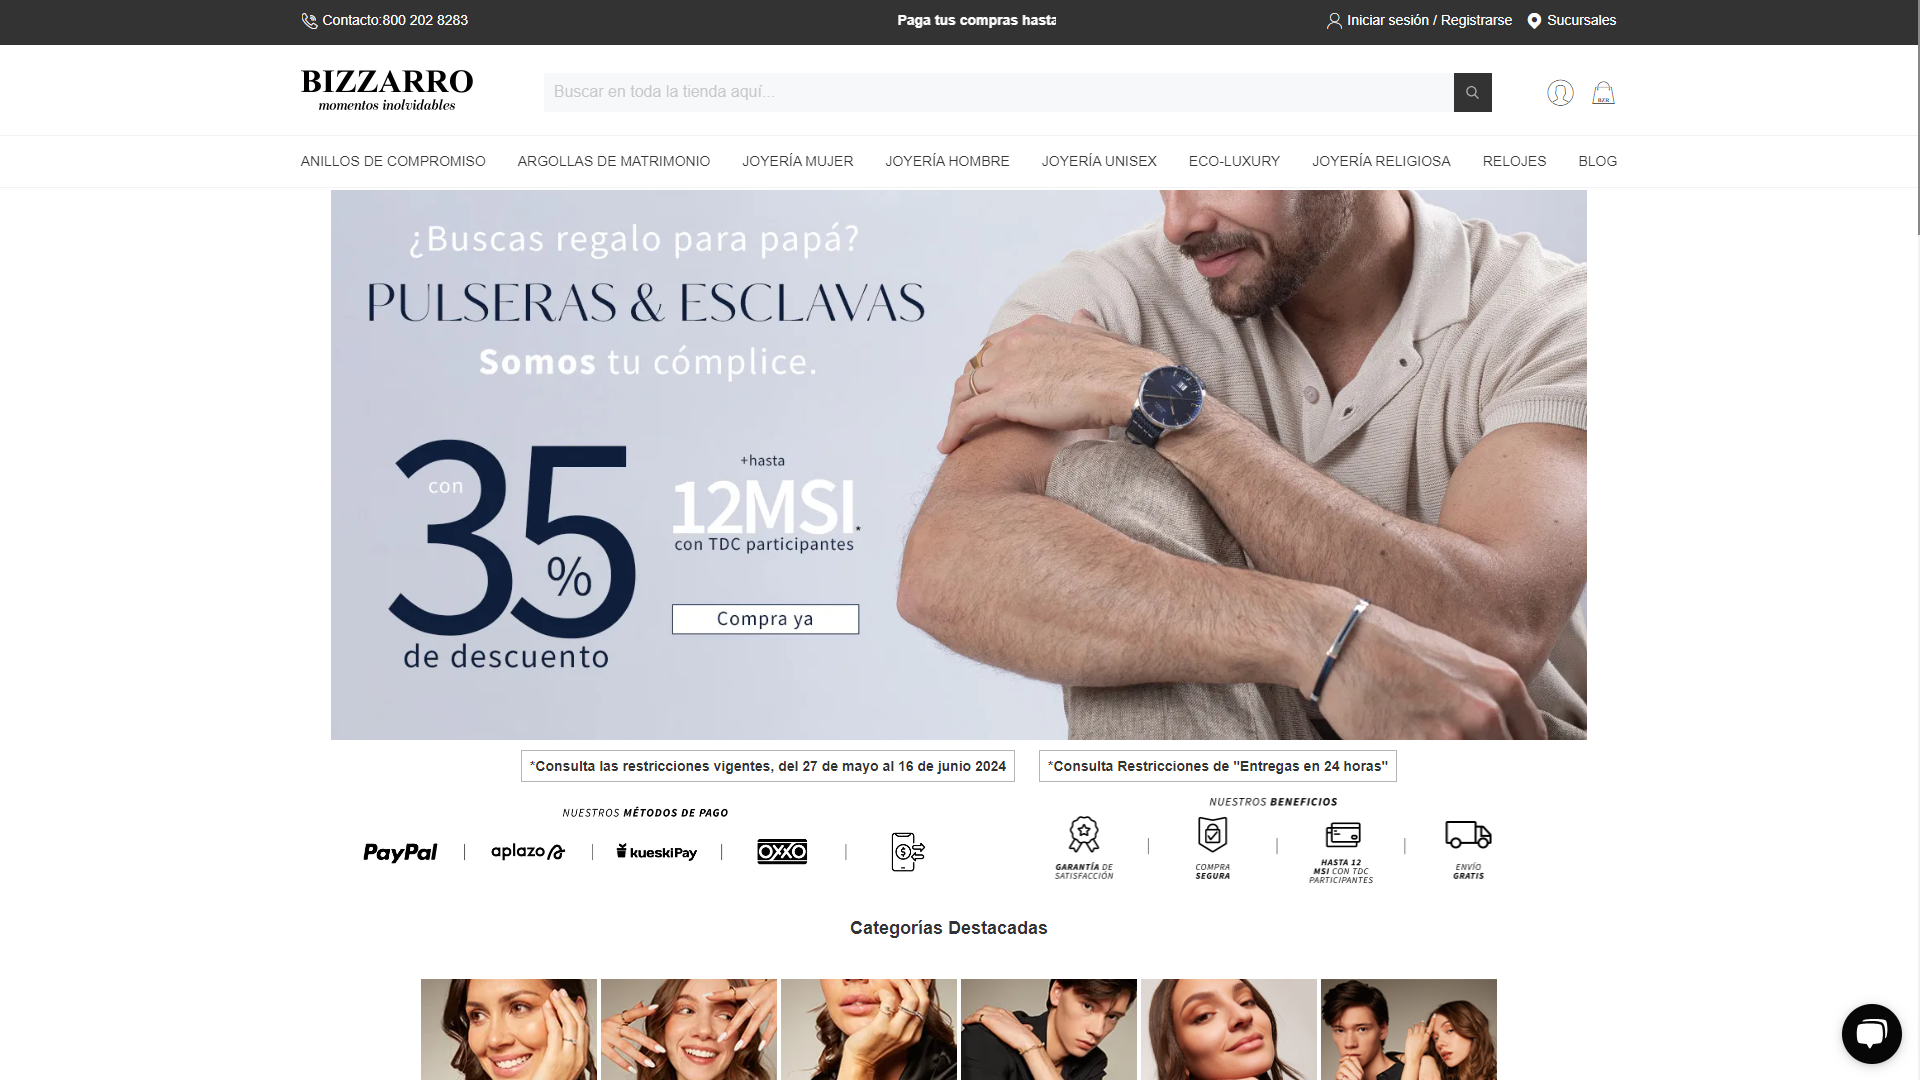 Contacto:800 202 8283
Paga tus compras hasta
Iniciar sesión / Registrarse
Sucursales
BIZZARRO
momentos inolvidables
Buscar en toda la tienda aquí...
BZR
ANILLOS DE COMPROMISO
ARGOLLAS DE MATRIMONIO
JOYERÍA MUJER
JOYERÍA HOMBRE
JOYERÍA UNISEX
ECO-LUXURY
JOYERÍA RELIGIOSA
RELOJES
BLOG
¿Buscas regalo para papá?
PULSERAS & ESCLAVAS
Somos tu cómplice.
con
35%
de descuento
+hasta
12MSI*
con TDC participantes
Compra ya
*Consulta las restricciones vigentes, del 27 de mayo al 16 de junio 2024
*Consulta Restricciones de "Entregas en 24 horas"
NUESTROS MÉTODOS DE PAGO
PayPal
aplazo
kueskiPay
OXXO
NUESTROS BENEFICIOS
GARANTÍA DE
SATISFACCIÓN
COMPRA
SEGURA
HASTA 12
MSI CON TDC
PARTICIPANTES
ENVÍO
GRATIS
Categorías Destacadas